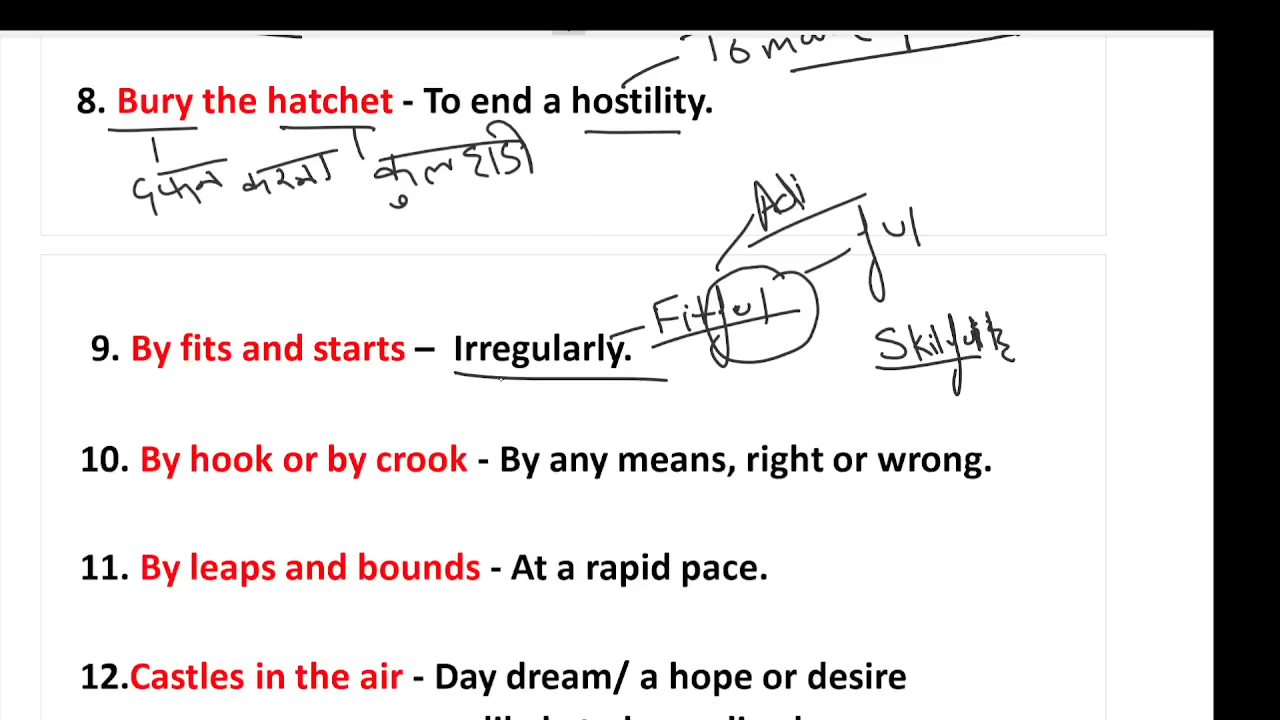 To
8. Bury the hatchet - To end a hostility.
दफन करना कुल्हाड़ी
Adj
ful
Fitful
9. By fits and starts – Irregularly.
Skilful
10. By hook or by crook - By any means, right or wrong.
11. By leaps and bounds - At a rapid pace.
12.Castles in the air - Day dream/ a hope or desire